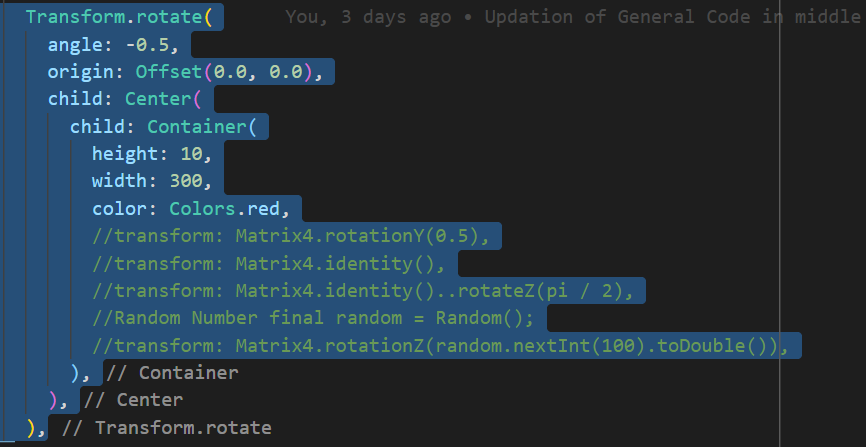 Transform.rotate(    You, 3 days ago • Updation of General Code in middle
  angle: -0.5,
  origin: Offset(0.0, 0.0),
  child: Center(
    child: Container(
      height: 10,
      width: 300,
      color: Colors.red,
      //transform: Matrix4.rotationY(0.5),
      //transform: Matrix4.identity(),
      //transform: Matrix4.identity()..rotateZ(pi / 2),
      //Random Number final random = Random();
      //transform: Matrix4.rotationZ(random.nextInt(100).toDouble()),
    ), // Container
  ), // Center
), // Transform.rotate